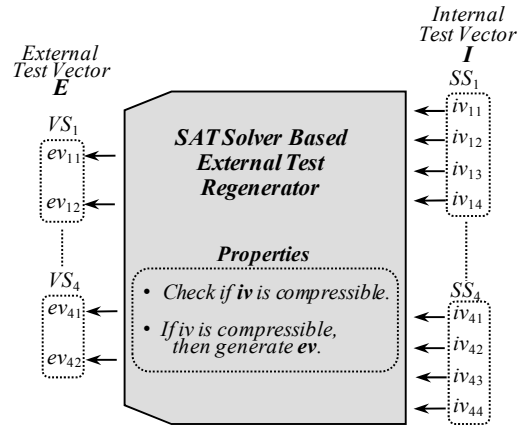 External
Test Vector
E
VS1
ev11
ev12
VS4
ev41
ev42
SAT Solver Based
External Test
Regenerator
Properties
• Check if iv is compressible.
• If iv is compressible,
then generate ev.
Internal
Test Vector
I
SS1
iv11
iv12
iv13
iv14
SS4
iv41
iv42
iv43
iv44